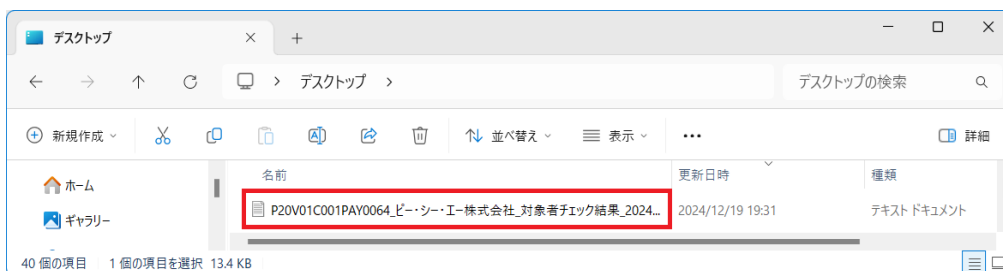 デスクトップ
デスクトップ
デスクトップの検索
新規作成
並べ替え
表示
詳細
ホーム
ギャラリー
名前
更新日時
種類
P20V01C001PAY0064_ピー・シー・エー株式会社_対象者チェック結果_2024...
2024/12/19 19:31
テキスト ドキュメント
40 個の項目
1 個の項目を選択 13.4 KB